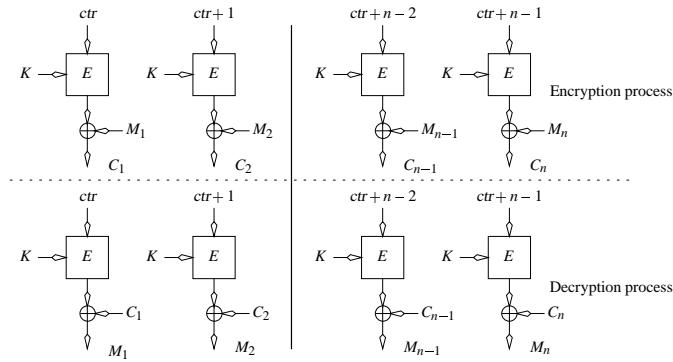 ctr ctr + 1 ctr + n − 2 ctr + n − 1
K E K E K E K E
Encryption process
M₁ M₂ Mₙ₋₁ Mₙ
C₁ C₂ Cₙ₋₁ Cₙ
ctr ctr + 1 ctr + n − 2 ctr + n − 1
K E K E K E K E
Decryption process
C₁ C₂ Cₙ₋₁ Cₙ
M₁ M₂ Mₙ₋₁ Mₙ